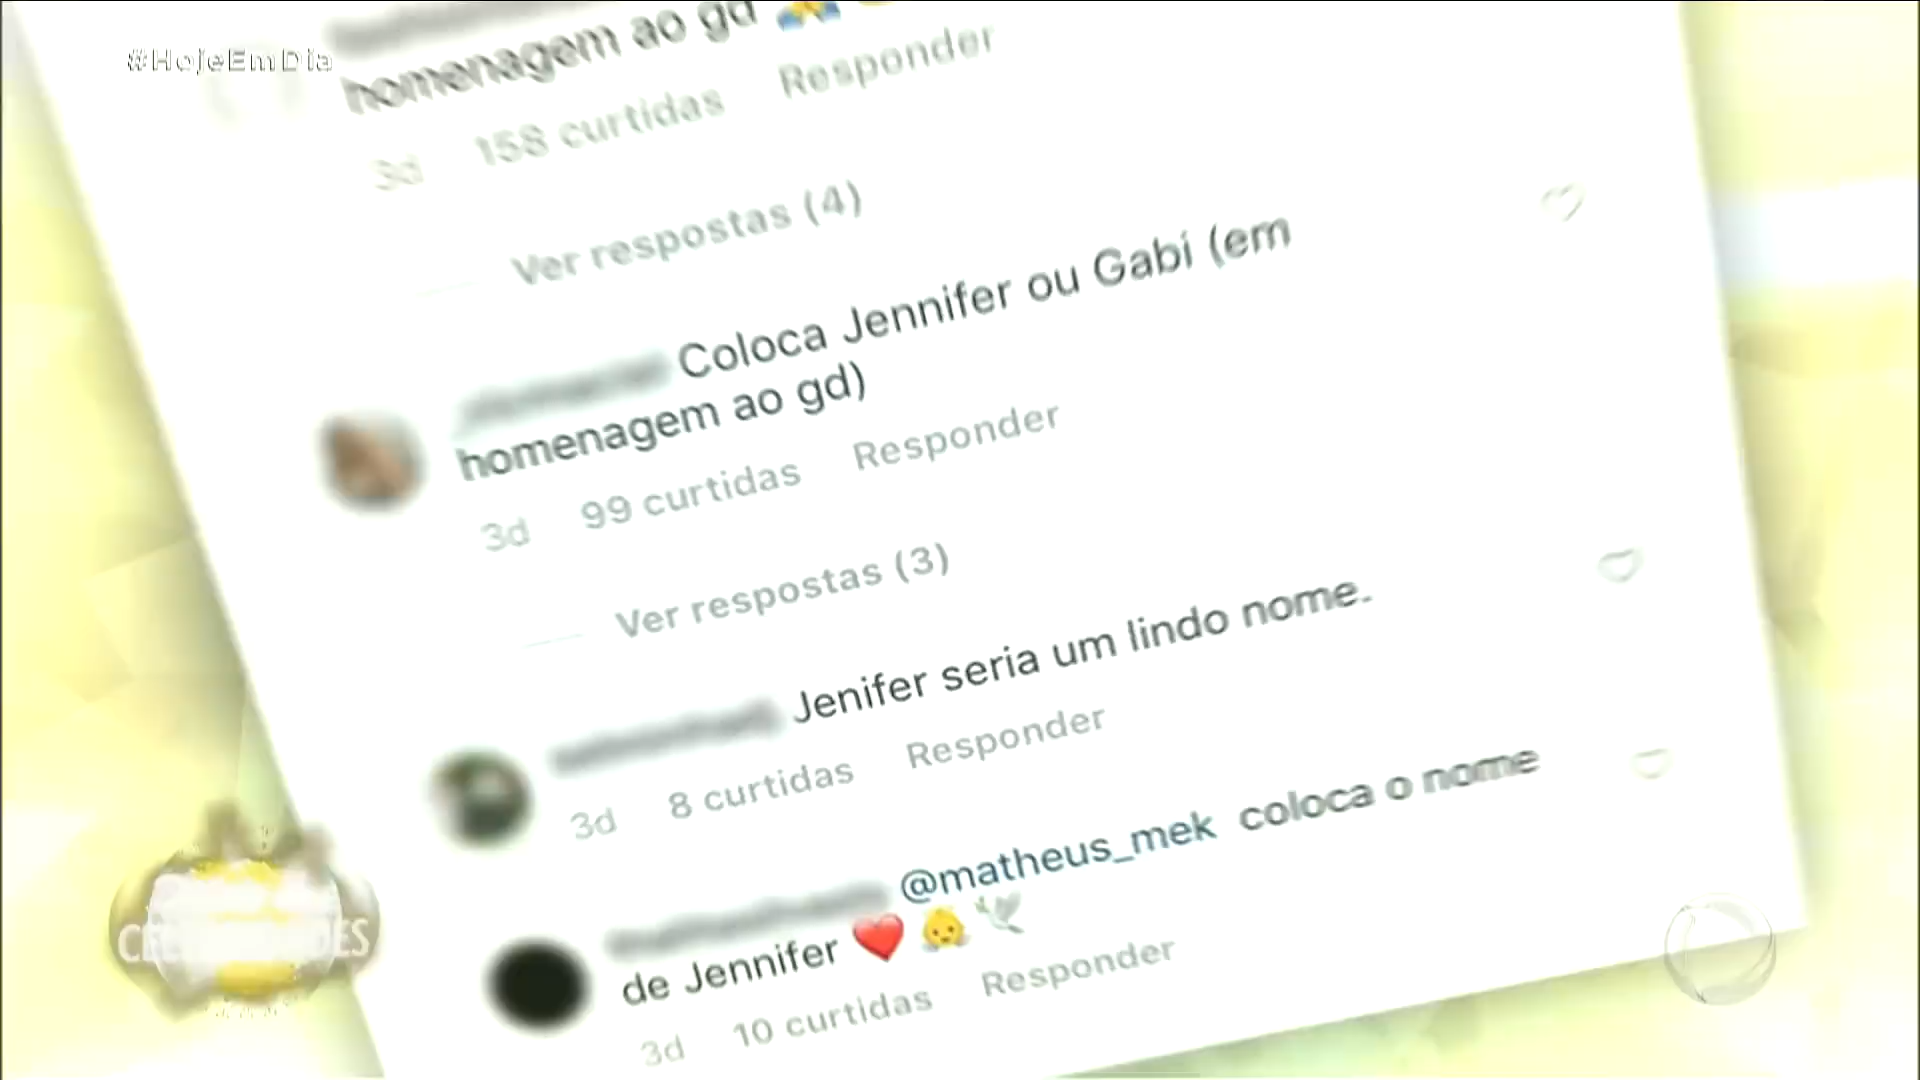 #HojeEmDia
homenagem ao gd
3d 158 curtidas Responder
Ver respostas (4)
Coloca Jennifer ou Gabi (em
homenagem ao gd)
3d 99 curtidas Responder
Ver respostas (3)
Jenifer seria um lindo nome.
3d 8 curtidas Responder
@matheus_mek coloca o nome
de Jennifer ❤️ 👶 🕊
3d 10 curtidas Responder